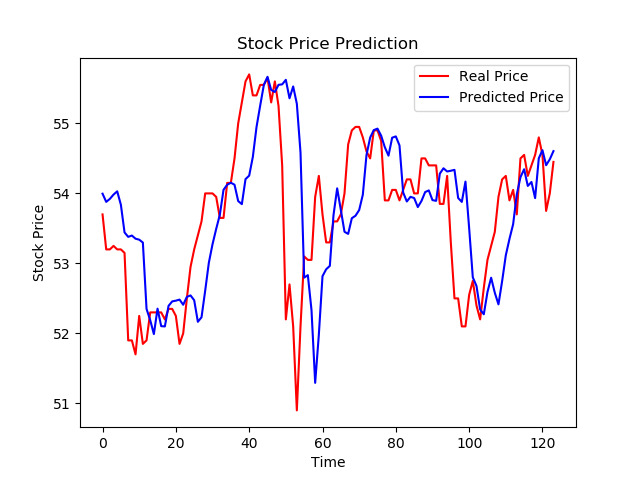 Stock Price Prediction
Real Price
Predicted Price
Stock Price
55
54
53
52
51
0 20 40 60 80 100 120
Time